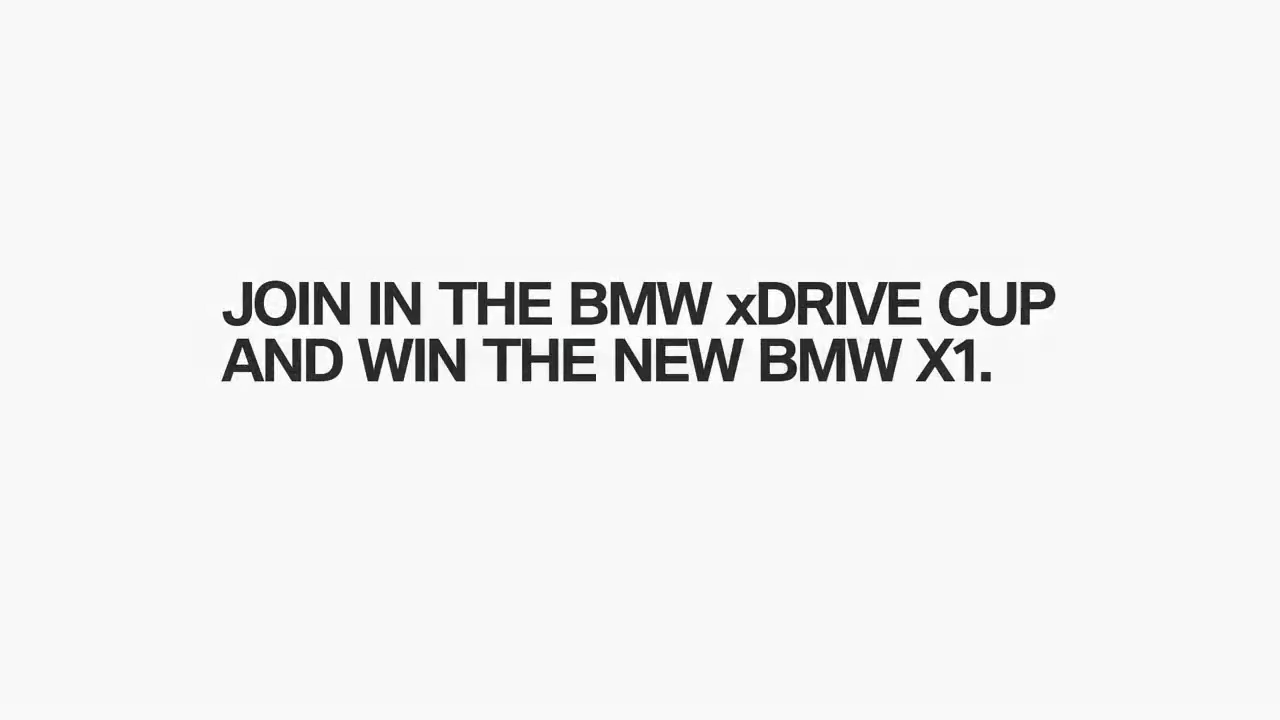 JOIN IN THE BMW xDRIVE CUP
AND WIN THE NEW BMW X1.